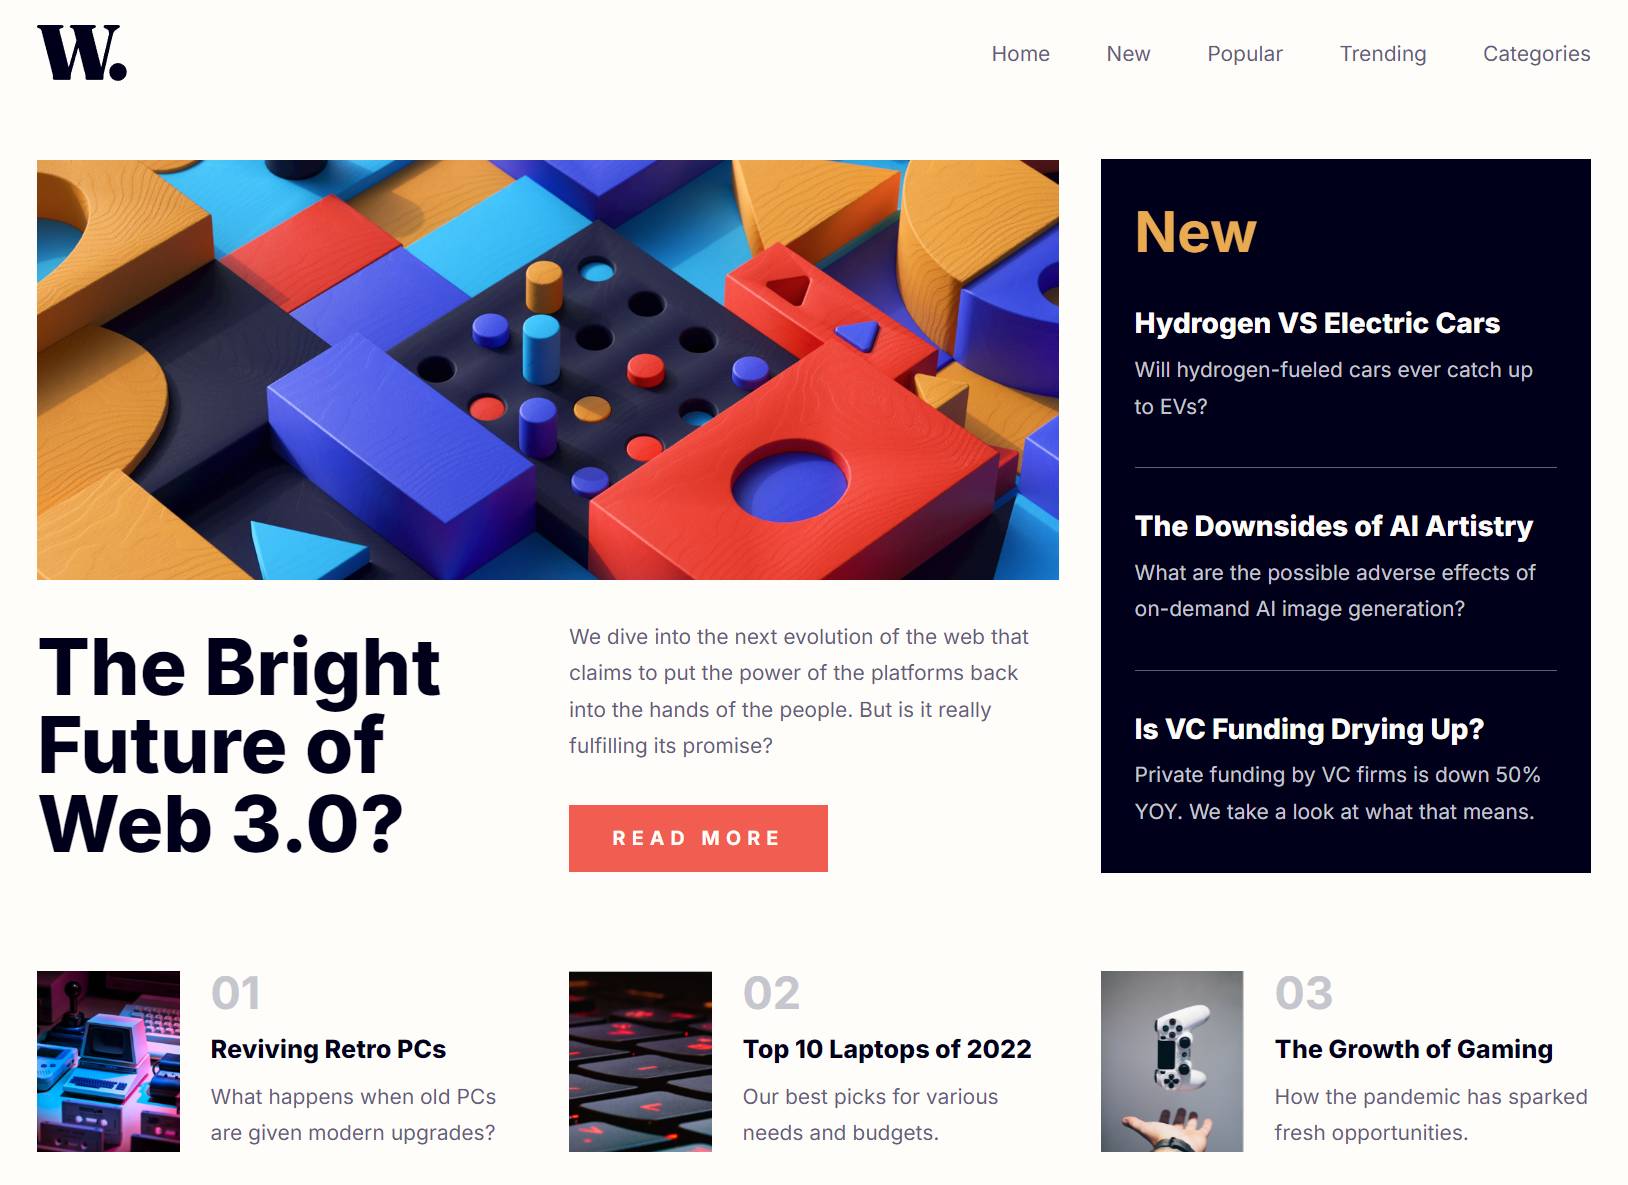 W.
Home New Popular Trending Categories
The Bright
Future of
Web 3.0?
We dive into the next evolution of the web that
claims to put the power of the platforms back
into the hands of the people. But is it really
fulfilling its promise?
READ MORE
New
Hydrogen VS Electric Cars
Will hydrogen-fueled cars ever catch up
to EVs?
The Downsides of AI Artistry
What are the possible adverse effects of
on-demand AI image generation?
Is VC Funding Drying Up?
Private funding by VC firms is down 50%
YOY. We take a look at what that means.
01
Reviving Retro PCs
What happens when old PCs
are given modern upgrades?
02
Top 10 Laptops of 2022
Our best picks for various
needs and budgets.
03
The Growth of Gaming
How the pandemic has sparked
fresh opportunities.